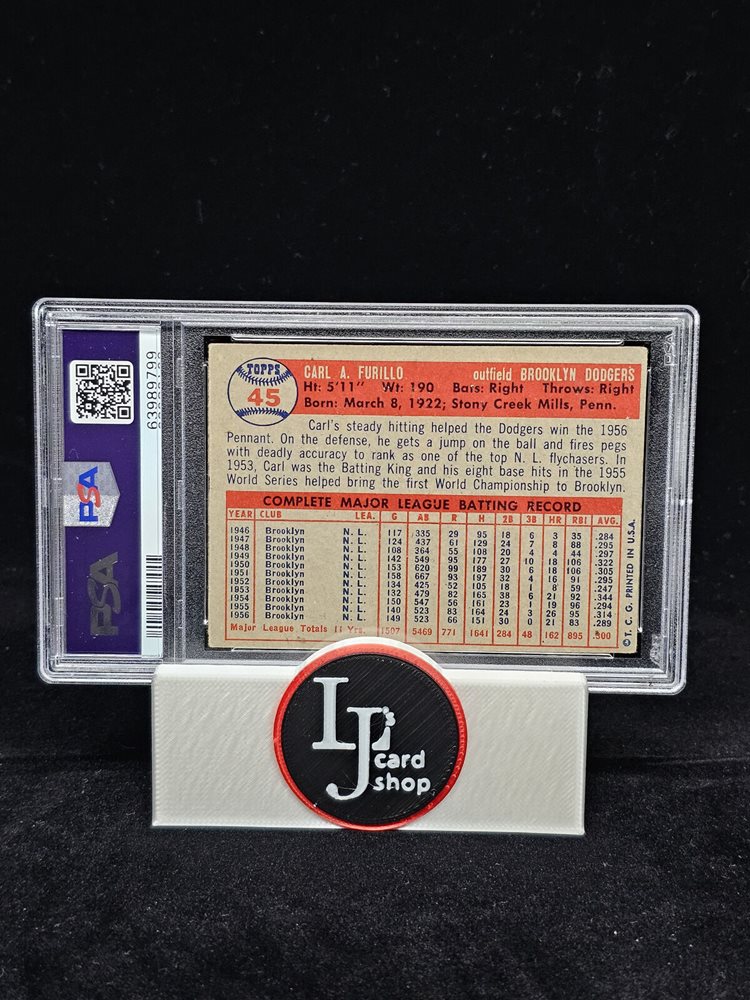 63989799
PSA
PSA
TOPPS
45
CARL A. FURILLO outfield BROOKLYN DODGERS
Ht: 5'11" Wt: 190 Bats: Right Throws: Right
Born: March 8, 1922; Stony Creek Mills, Penn.
Carl's steady hitting helped the Dodgers win the 1956
Pennant. On the defense, he gets a jump on the ball and fires pegs
with deadly accuracy to rank as one of the top N. L. flychasers. In
1953, Carl was the Batting King and his eight base hits in the 1955
World Series helped bring the first World Championship to Brooklyn.
COMPLETE MAJOR LEAGUE BATTING RECORD
YEAR CLUB LEA. G AB R H 2B 3B HR RBI AVG.
1946 Brooklyn N. L. 117 335 29 95 18 6 3 35 .284
1947 Brooklyn N. L. 124 437 61 129 24 7 8 88 .295
1948 Brooklyn N. L. 108 364 55 108 20 4 4 44 .297
1949 Brooklyn N. L. 142 549 95 177 27 10 18 106 .322
1950 Brooklyn N. L. 153 620 99 189 30 6 18 106 .305
1951 Brooklyn N. L. 158 667 93 197 32 4 16 91 .295
1952 Brooklyn N. L. 134 425 52 105 18 1 8 59 .247
1953 Brooklyn N. L. 132 479 82 165 38 6 21 92 .344
1954 Brooklyn N. L. 150 547 56 161 23 1 19 96 .294
1955 Brooklyn N. L. 140 523 83 164 24 3 26 95 .314
1956 Brooklyn N. L. 149 523 66 151 30 0 21 83 .289
Major League Totals 11 Yrs. 1507 5469 771 1641 284 48 162 895 .300
© T. C. G. PRINTED IN U.S.A.
LJ
card
shop